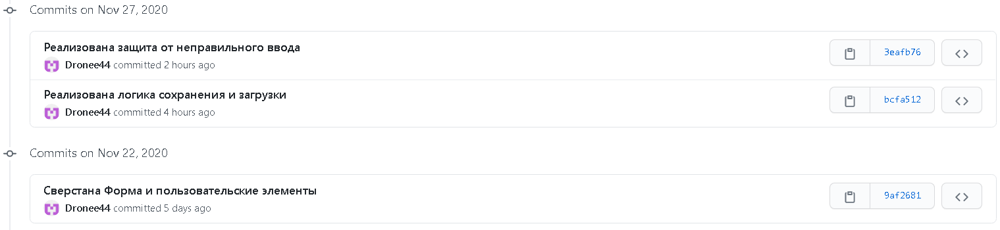 Commits on Nov 27, 2020
Реализована защита от неправильного ввода
3eafb76
Dronee44 committed 2 hours ago
Реализована логика сохранения и загрузки
bcfa512
Dronee44 committed 4 hours ago
Commits on Nov 22, 2020
Сверстана Форма и пользовательские элементы
9af2681
Dronee44 committed 5 days ago